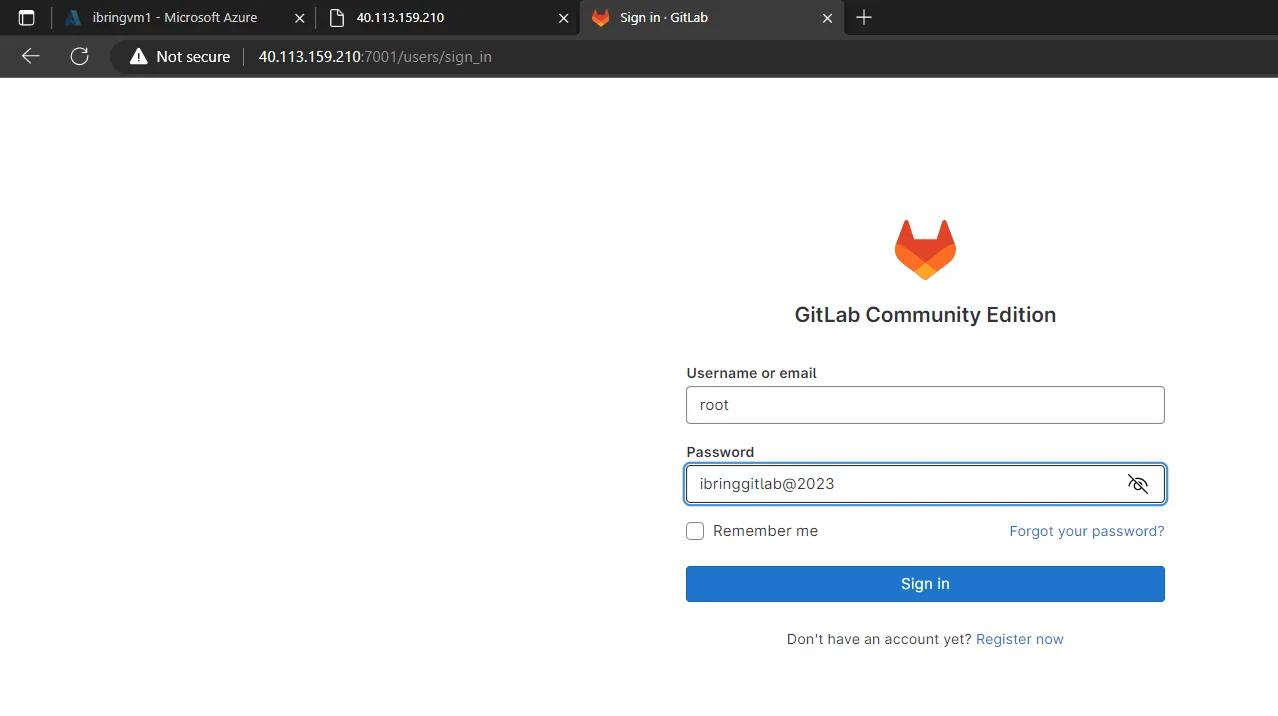 ibringvm1 - Microsoft Azure
40.113.159.210
Sign in · GitLab
Not secure
40.113.159.210:7001/users/sign_in
GitLab Community Edition
Username or email
root
Password
ibringgitlab@2023
Remember me
Forgot your password?
Sign in
Don't have an account yet? Register now